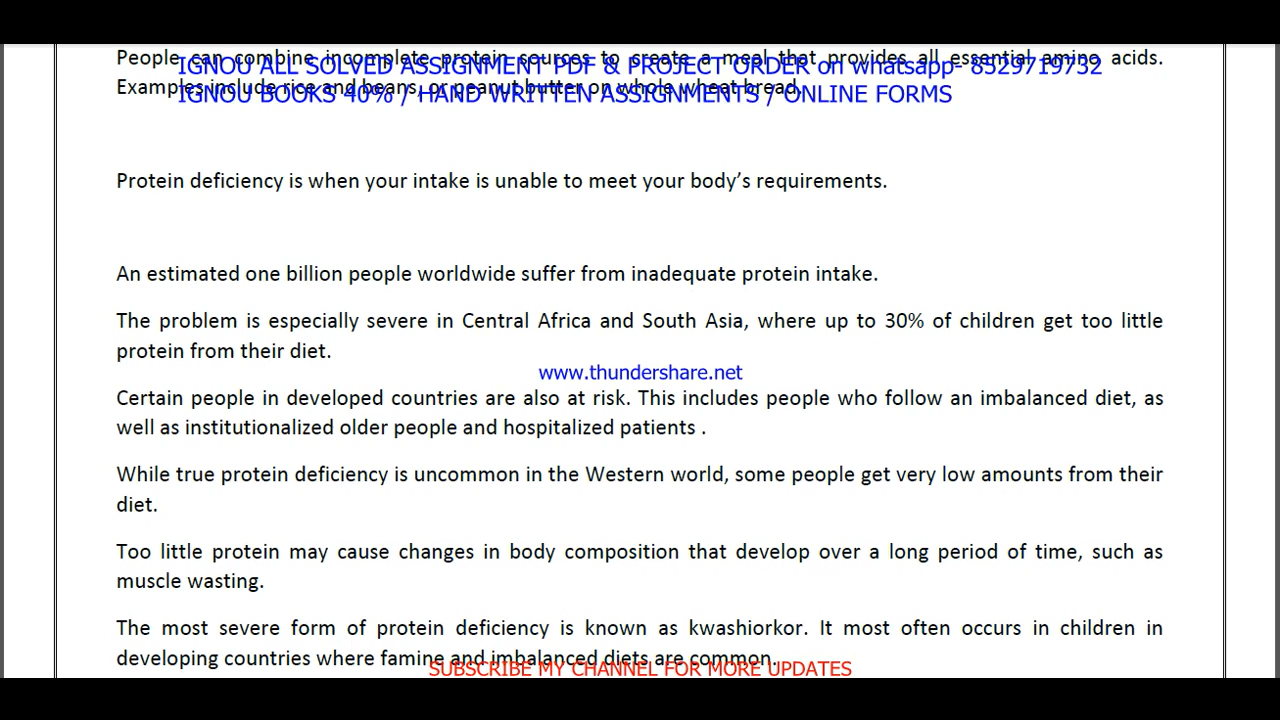 People can combine incomplete protein sources to create a meal that provides all essential amino acids.
IGNOU ALL SOLVED ASSIGNMENT PDF & PROJECT ORDER on whatsapp- 8529719732
Examples include rice and beans, or peanut butter on whole wheat bread.
IGNOU BOOKS 40% / HAND WRITTEN ASSIGNMENTS / ONLINE FORMS
Protein deficiency is when your intake is unable to meet your body’s requirements.
An estimated one billion people worldwide suffer from inadequate protein intake.
The problem is especially severe in Central Africa and South Asia, where up to 30% of children get too little
protein from their diet.
www.thundershare.net
Certain people in developed countries are also at risk. This includes people who follow an imbalanced diet, as
well as institutionalized older people and hospitalized patients .
While true protein deficiency is uncommon in the Western world, some people get very low amounts from their
diet.
Too little protein may cause changes in body composition that develop over a long period of time, such as
muscle wasting.
The most severe form of protein deficiency is known as kwashiorkor. It most often occurs in children in
developing countries where famine and imbalanced diets are common.
SUBSCRIBE MY CHANNEL FOR MORE UPDATES